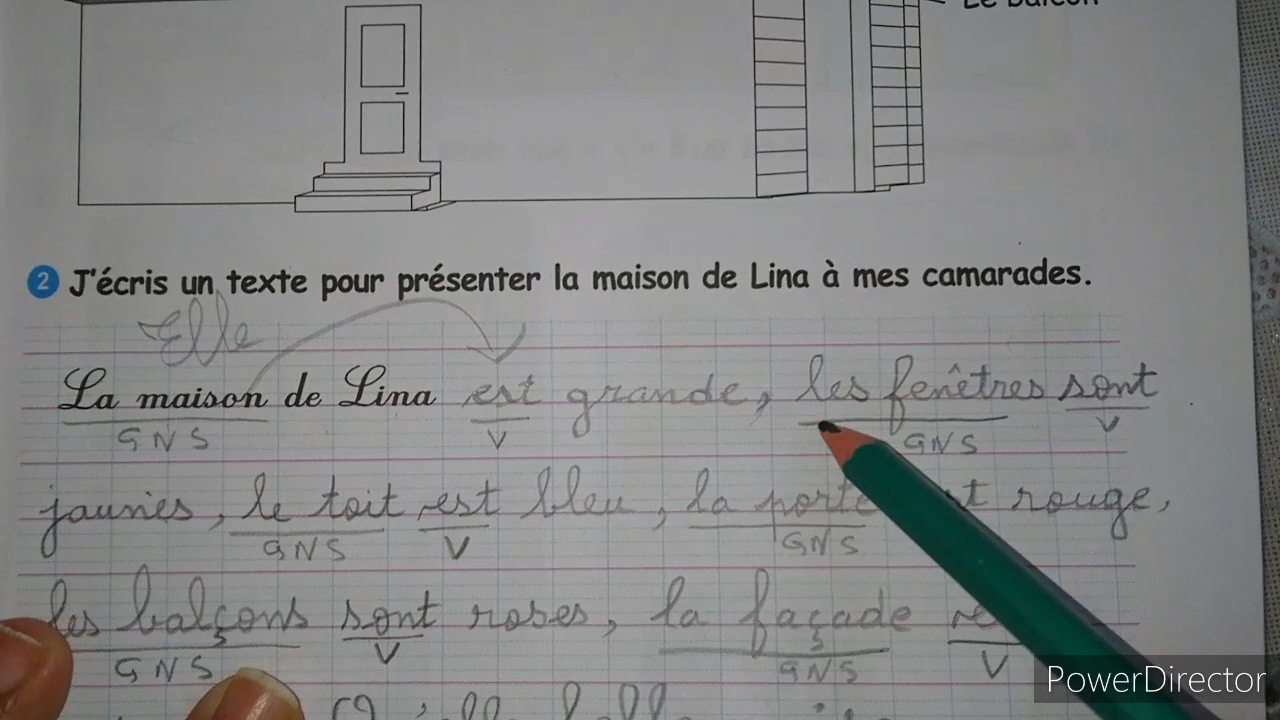 Le balcon
2 J'écris un texte pour présenter la maison de Lina à mes camarades.
Elle
La maison de Lina est grande, les fenêtres sont
GNS V GNS V
jaunes, le toit est bleu, la porte rouge,
GNS V GNS
les balçons sont roses, la façade
GNS V GNS V
PowerDirector